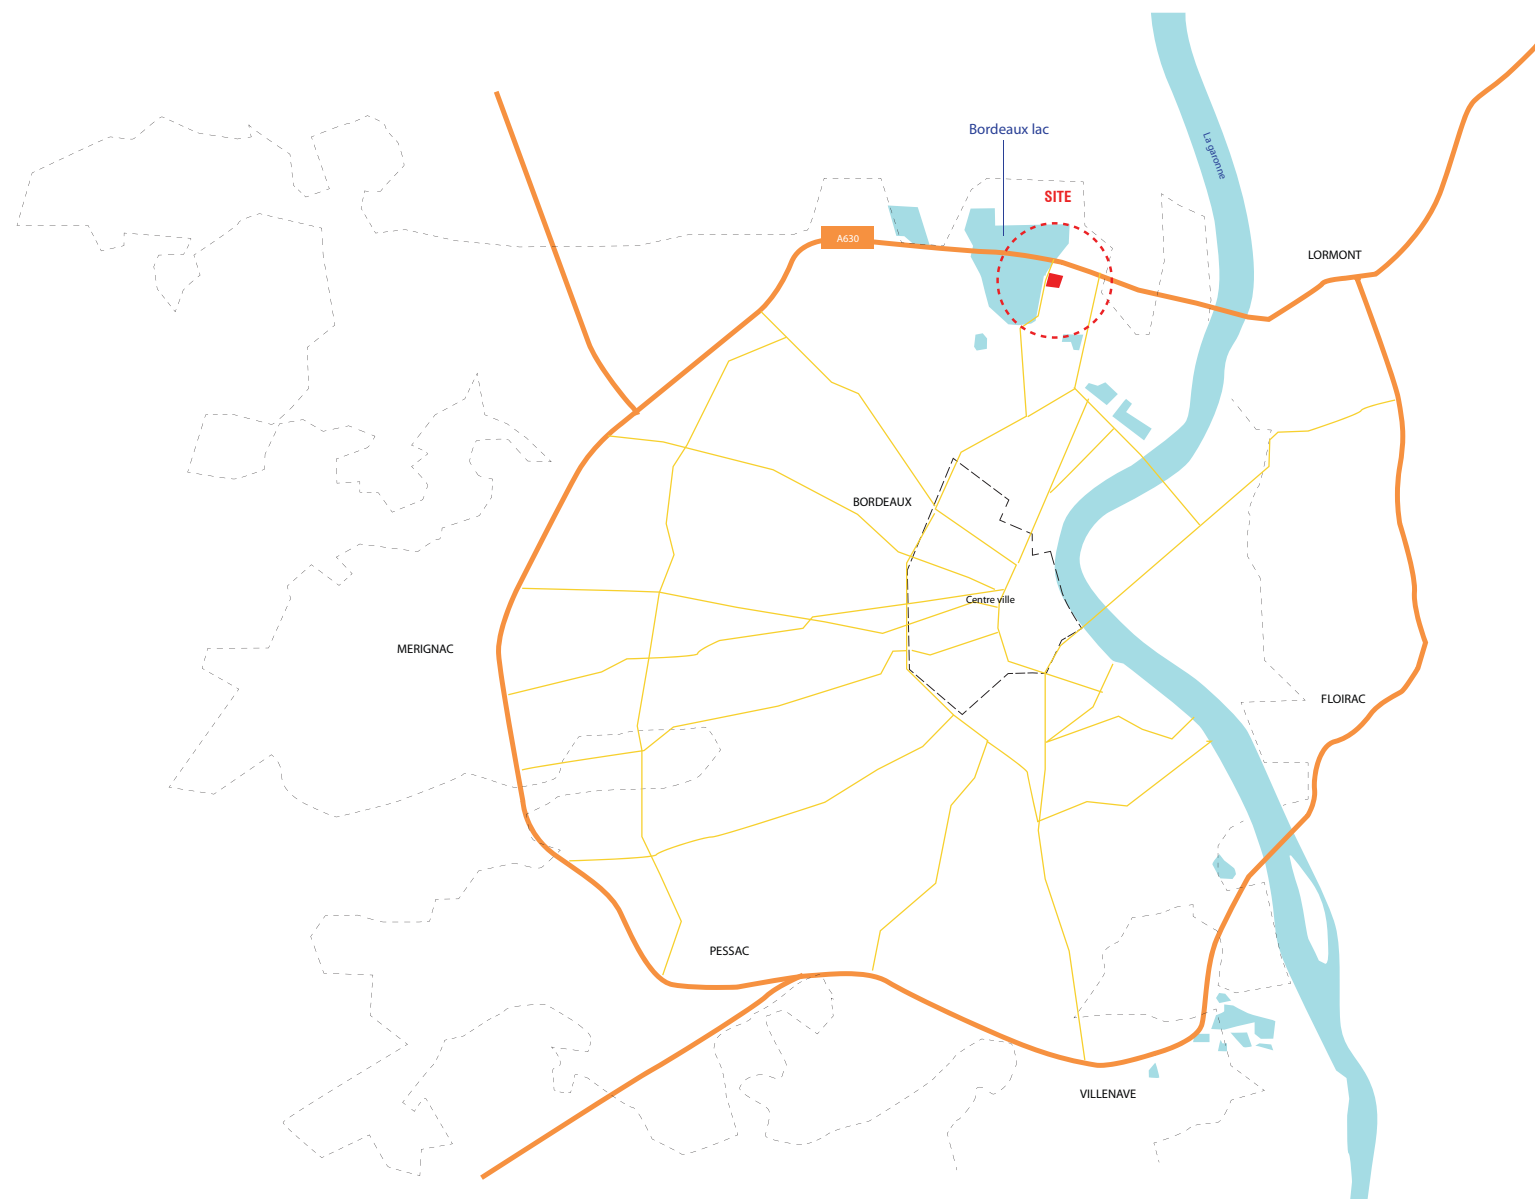 Bordeaux lac
La garonne
SITE
A630
LORMONT
BORDEAUX
Centre ville
MERIGNAC
FLOIRAC
PESSAC
VILLENAVE